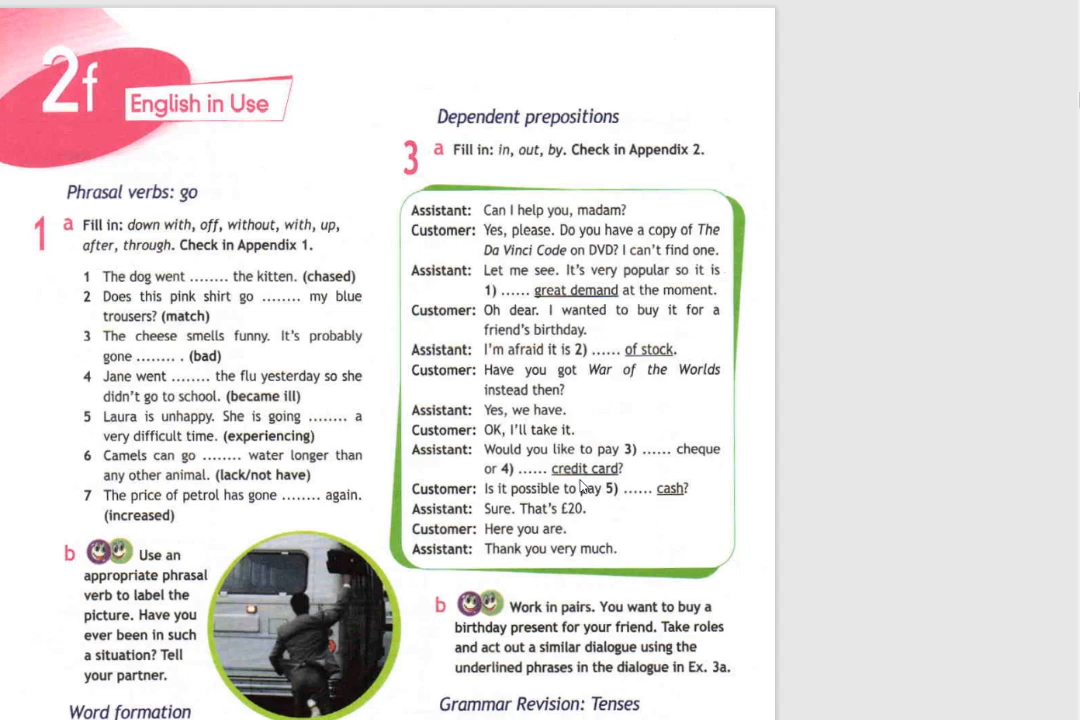 2f
English in Use
Phrasal verbs: go
1 a Fill in: down with, off, without, with, up,
after, through. Check in Appendix 1.
1 The dog went ........ the kitten. (chased)
2 Does this pink shirt go ........ my blue
trousers? (match)
3 The cheese smells funny. It's probably
gone ........ . (bad)
4 Jane went ........ the flu yesterday so she
didn't go to school. (became ill)
5 Laura is unhappy. She is going ........ a
very difficult time. (experiencing)
6 Camels can go ........ water longer than
any other animal. (lack/not have)
7 The price of petrol has gone ........ again.
(increased)
b Use an
appropriate phrasal
verb to label the
picture. Have you
ever been in such
a situation? Tell
your partner.
Word formation
Dependent prepositions
3 a Fill in: in, out, by. Check in Appendix 2.
Assistant: Can I help you, madam?
Customer: Yes, please. Do you have a copy of The
Da Vinci Code on DVD? I can't find one.
Assistant: Let me see. It's very popular so it is
1) ...... great demand at the moment.
Customer: Oh dear. I wanted to buy it for a
friend's birthday.
Assistant: I'm afraid it is 2) ...... of stock.
Customer: Have you got War of the Worlds
instead then?
Assistant: Yes, we have.
Customer: OK, I'll take it.
Assistant: Would you like to pay 3) ...... cheque
or 4) ...... credit card?
Customer: Is it possible to pay 5) ...... cash?
Assistant: Sure. That's £20.
Customer: Here you are.
Assistant: Thank you very much.
b Work in pairs. You want to buy a
birthday present for your friend. Take roles
and act out a similar dialogue using the
underlined phrases in the dialogue in Ex. 3a.
Grammar Revision: Tenses